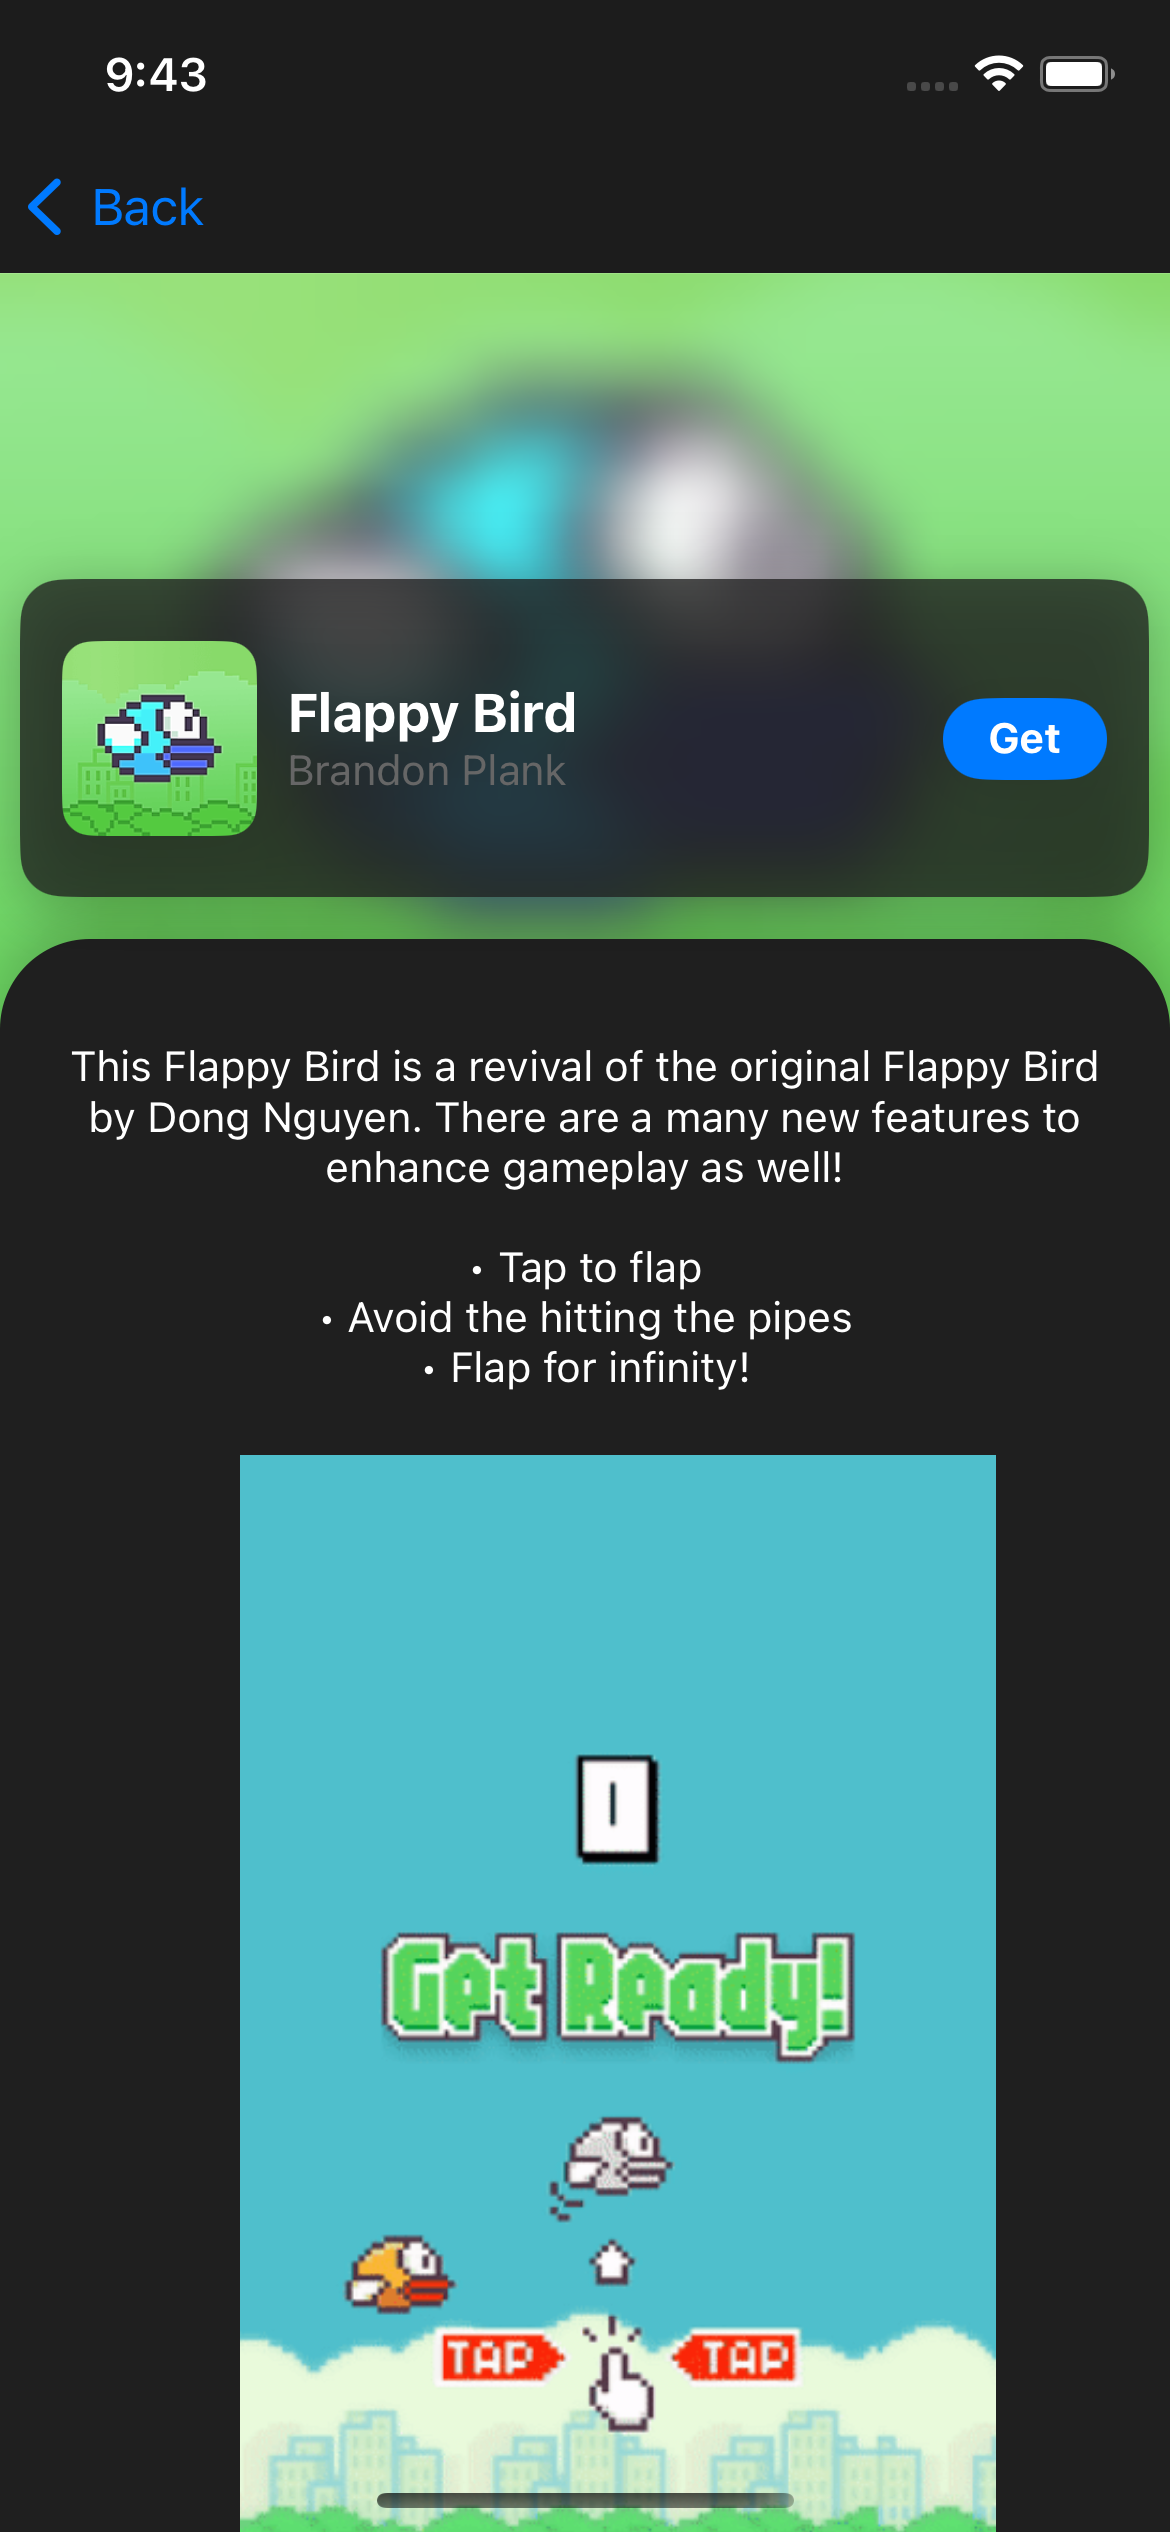 9:43
Back
Flappy Bird
Brandon Plank
Get
This Flappy Bird is a revival of the original Flappy Bird
by Dong Nguyen. There are a many new features to
enhance gameplay as well!
• Tap to flap
• Avoid the hitting the pipes
• Flap for infinity!
0
Get Ready!
TAP TAP